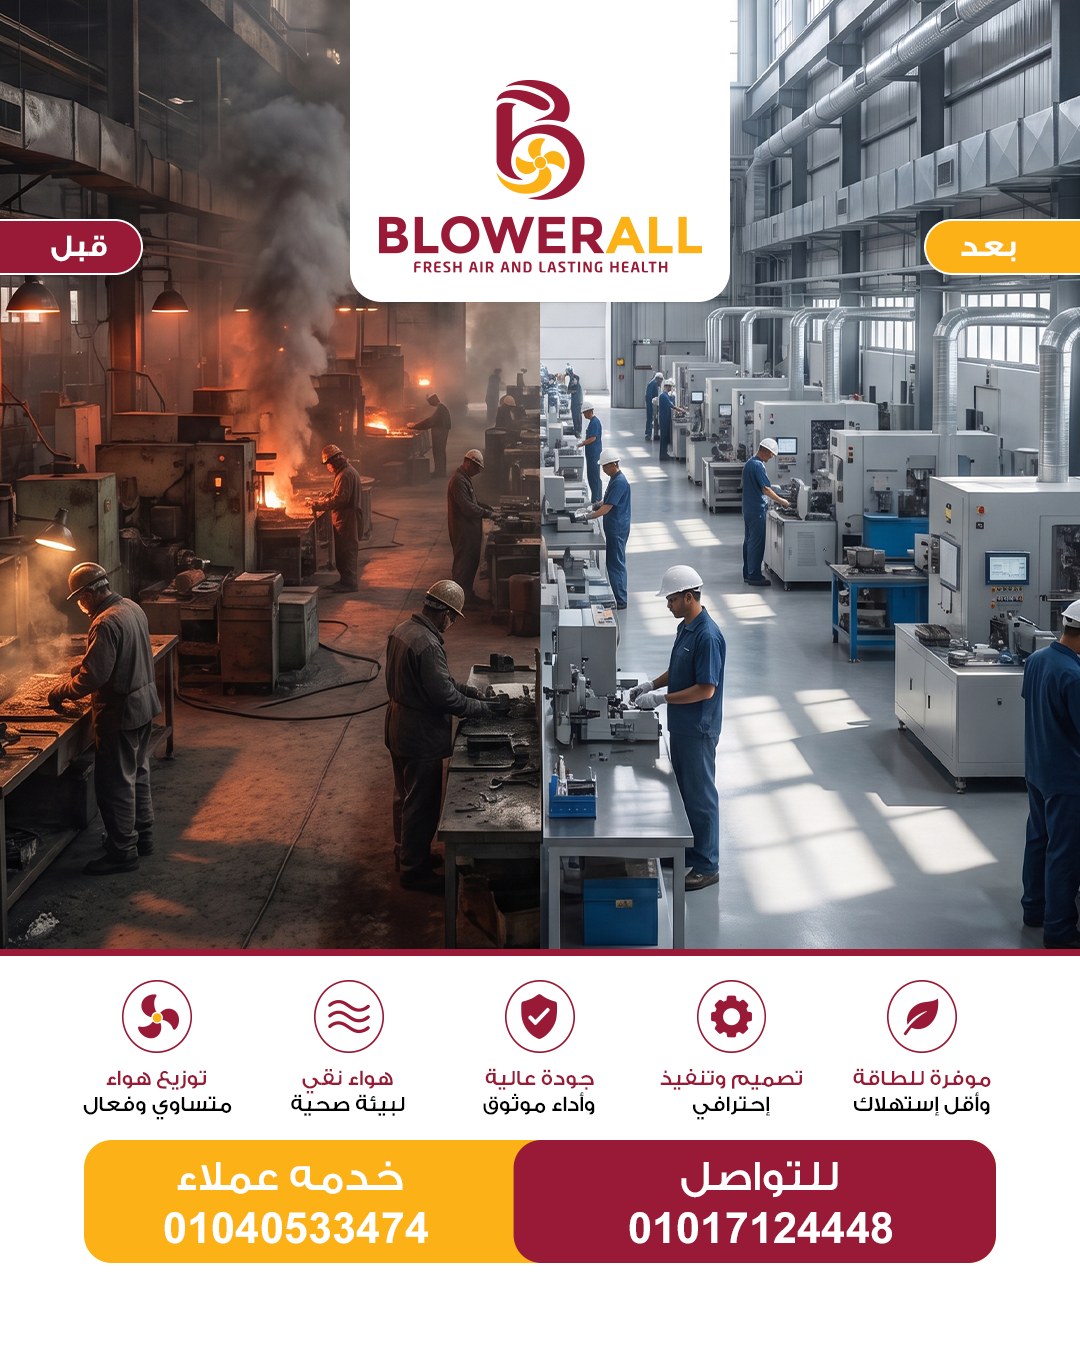 BLOWERALL
FRESH AIR AND LASTING HEALTH
قبل
بعد
موفرة للطاقة
وأقل إستهلاك
تصميم وتنفيذ
إحترافي
جودة عالية
وأداء موثوق
هواء نقي
لبيئة صحية
توزيع هواء
متساوي وفعال
للتواصل
01017124448
خدمه عملاء
01040533474